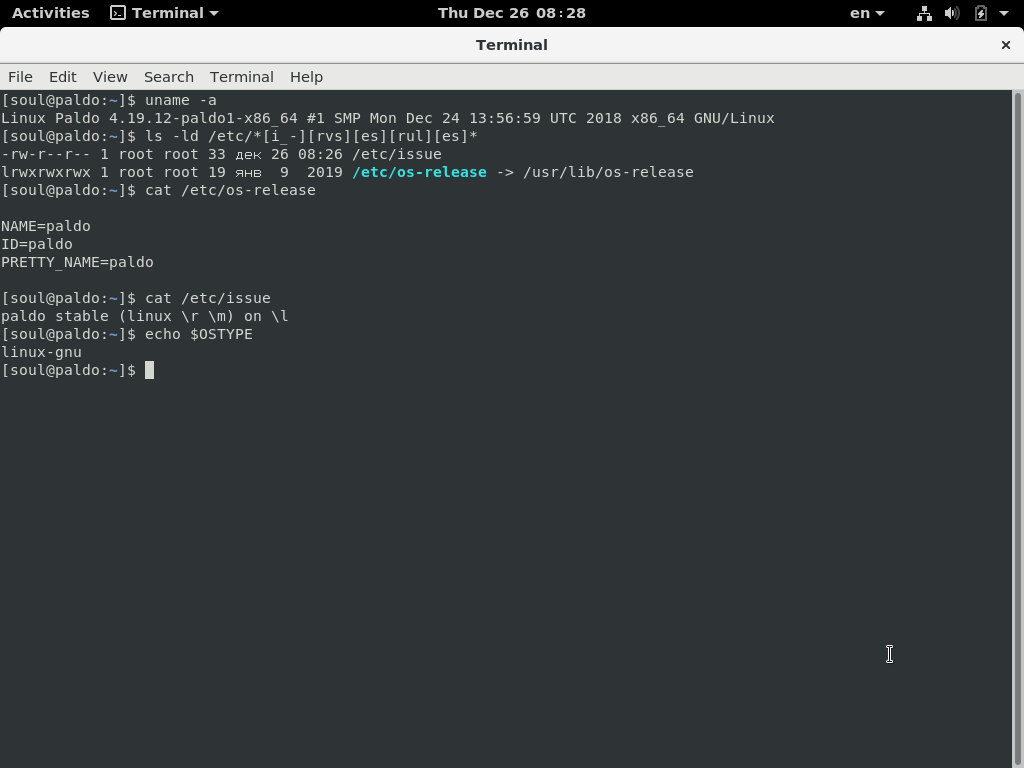 Activities Terminal Thu Dec 26 08:28 en
Terminal
File Edit View Search Terminal Help
[soul@paldo:~]$ uname -a
Linux Paldo 4.19.12-paldo1-x86_64 #1 SMP Mon Dec 24 13:56:59 UTC 2018 x86_64 GNU/Linux
[soul@paldo:~]$ ls -ld /etc/*[i_-][rvs][es][rul][es]*
-rw-r--r-- 1 root root 33 дек 26 08:26 /etc/issue
lrwxrwxrwx 1 root root 19 янв  9  2019 /etc/os-release -> /usr/lib/os-release
[soul@paldo:~]$ cat /etc/os-release
NAME=paldo
ID=paldo
PRETTY_NAME=paldo
[soul@paldo:~]$ cat /etc/issue
paldo stable (linux \r \m) on \l
[soul@paldo:~]$ echo $OSTYPE
linux-gnu
[soul@paldo:~]$